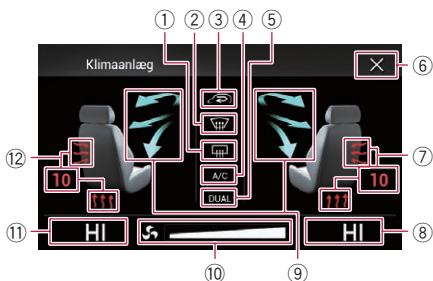 ① ② ③ ④ ⑤
Klimaanlæg
⑥
A/C
⑫ ⑦
10 10
DUAL
HI HI
⑪ ⑧
⑩ ⑨